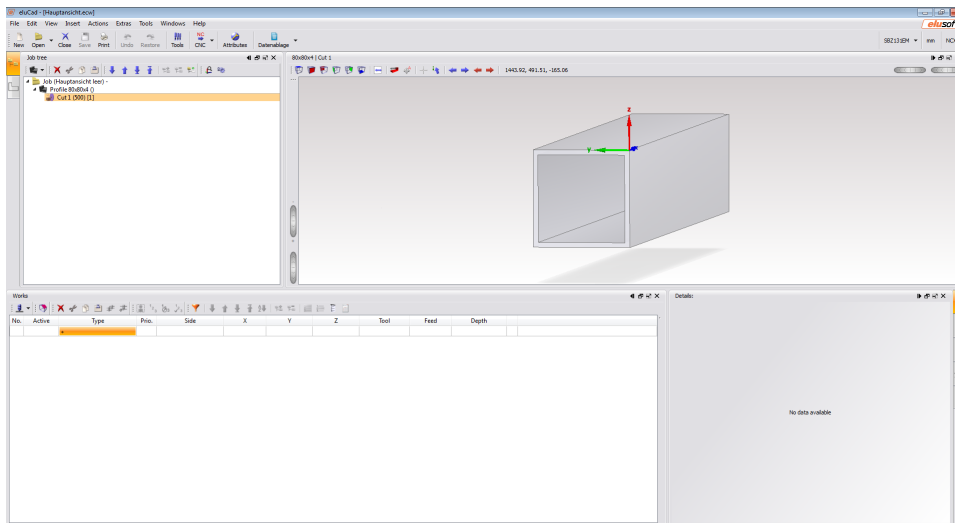 eluCad - [Hauptansicht.ecw]
File Edit View Insert Actions Extras Tools Windows Help
elusoft
New Open Close Save Print Undo Restore Tools CNC Attributes Datenablage
SBZ131EM mm
Job tree
80x80x4 | Cut 1
1443.92, 491.51, -165.06
Job (Hauptansicht leer) -
Profile 80x80x4 ()
Cut 1 (500) [1]
z
Y
Works
Details:
No. Active Type Prio. Side X Y Z Tool Feed Depth
No data available